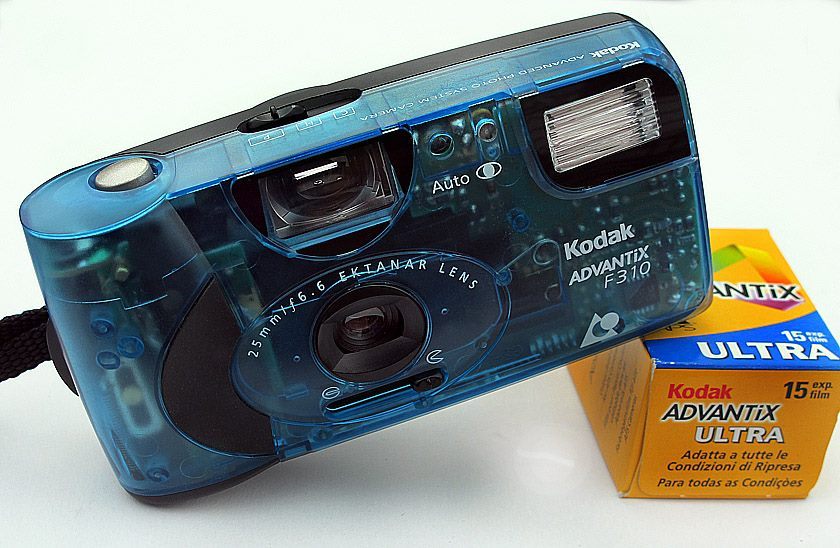 Kodak ADVANCED PHOTO SYSTEM CAMERA
C H P
Auto
Kodak
ADVANTiX
F310
25mm/f6.6 EKTANAR LENS
ANTiX
15 exp. film
ULTRA
Kodak 15 exp. film
ADVANTiX
ULTRA
Adatta a tutte le
Condizioni di Ripresa
Para todas as Condições